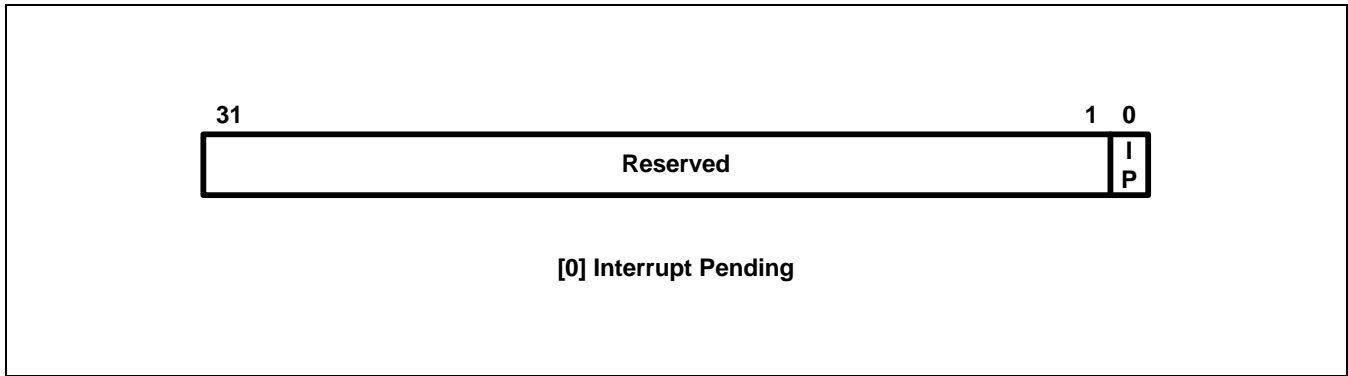 31 1 0
Reserved
I
P
[0] Interrupt Pending